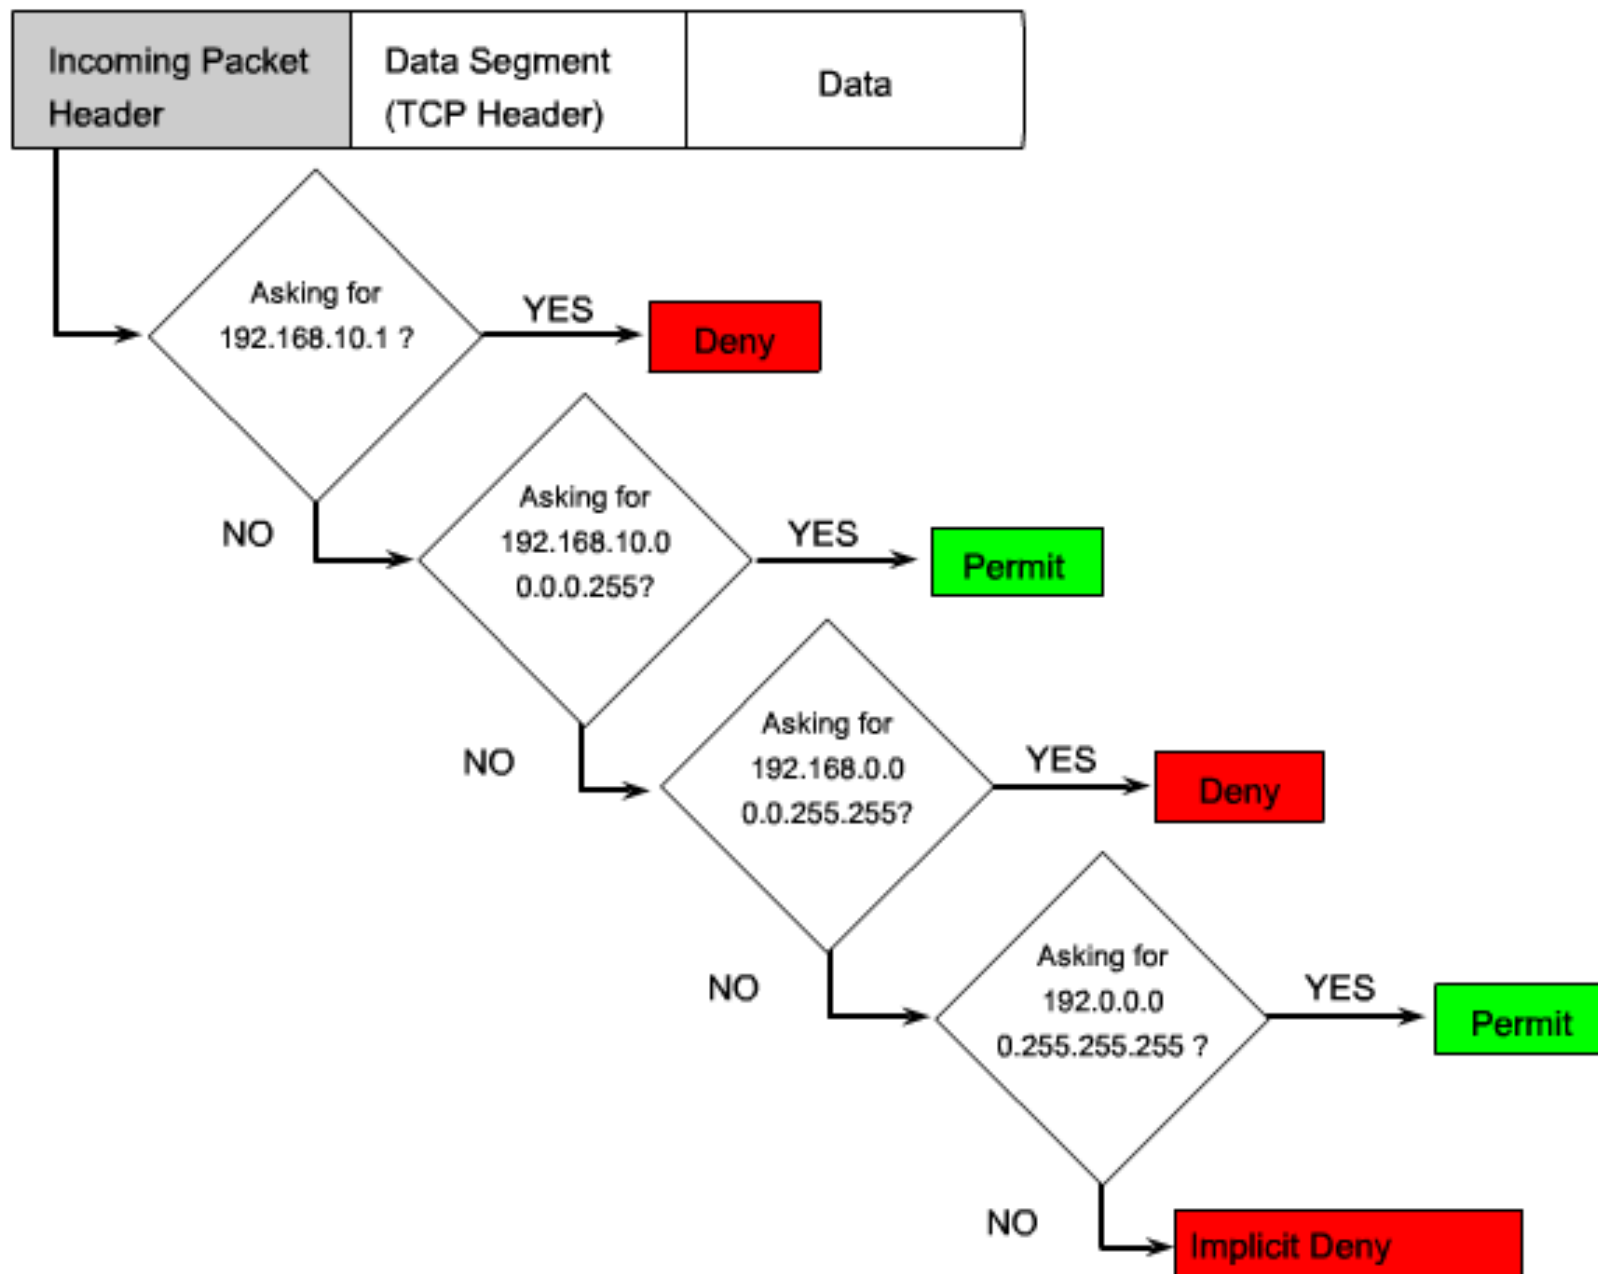 Incoming Packet
Header
Data Segment
(TCP Header)
Data
Asking for
192.168.10.1 ?
YES
Deny
NO
Asking for
192.168.10.0
0.0.0.255?
YES
Permit
NO
Asking for
192.168.0.0
0.0.255.255?
YES
Deny
NO
Asking for
192.0.0.0
0.255.255.255 ?
YES
Permit
NO
Implicit Deny